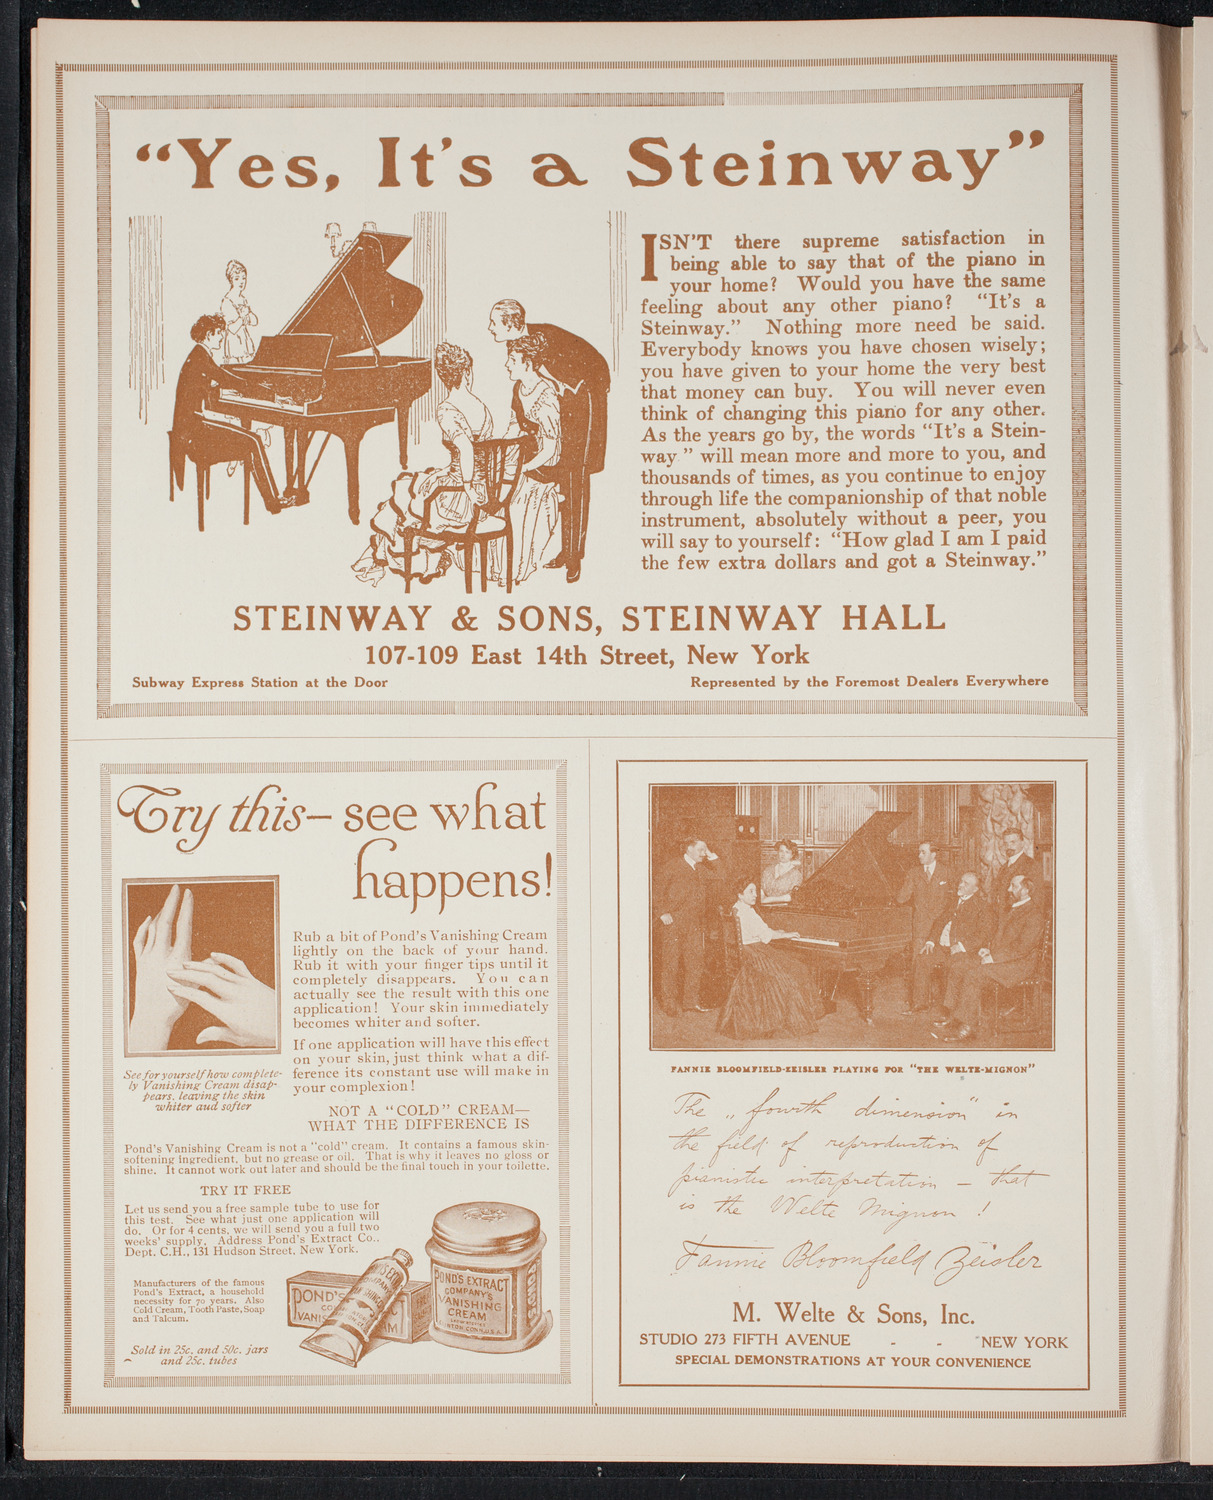 “Yes, It's a Steinway”
ISN'T there supreme satisfaction in
being able to say that of the piano in
your home? Would you have the same
feeling about any other piano? “It's a
Steinway.” Nothing more need be said.
Everybody knows you have chosen wisely;
you have given to your home the very best
that money can buy. You will never even
think of changing this piano for any other.
As the years go by, the words “It's a Stein-
way ” will mean more and more to you, and
thousands of times, as you continue to enjoy
through life the companionship of that noble
instrument, absolutely without a peer, you
will say to yourself: “How glad I am I paid
the few extra dollars and got a Steinway.”
STEINWAY & SONS, STEINWAY HALL
107-109 East 14th Street, New York
Subway Express Station at the Door
Represented by the Foremost Dealers Everywhere
Try this— see what
happens!
Rub a bit of Pond's Vanishing Cream
lightly on the back of your hand.
Rub it with your finger tips until it
completely disappears. You can
actually see the result with this one
application! Your skin immediately
becomes whiter and softer.
If one application will have this effect
on your skin, just think what a dif-
ference its constant use will make in
your complexion!
See for yourself how complete-
ly Vanishing Cream disap-
pears, leaving the skin
whiter and softer
NOT A “COLD” CREAM—
WHAT THE DIFFERENCE IS
Pond's Vanishing Cream is not a “cold” cream. It contains a famous skin-
softening ingredient, but no grease or oil. That is why it leaves no gloss or
shine. It cannot work out later and should be the final touch in your toilette.
TRY IT FREE
Let us send you a free sample tube to use for
this test. See what just one application will
do. Or for 4 cents, we will send you a full two
weeks' supply. Address Pond's Extract Co.,
Dept. C.H., 131 Hudson Street, New York.
Manufacturers of the famous
Pond's Extract, a household
necessity for 70 years. Also
Cold Cream, Tooth Paste, Soap
and Talcum.
Sold in 25c. and 50c. jars
and 25c. tubes
POND'S
VANIS
AM
POND'S EXTRACT
COMPANY'S
VANISHING
CREAM
FANNIE BLOOMFIELD-ZEISLER PLAYING FOR “THE WELTE-MIGNON”
The „fourth dimension“ in
the field of reproduction of
pianistic interpretation — that
is the Welte Mignon !
Fannie Bloomfield Zeisler
M. Welte & Sons, Inc.
STUDIO 273 FIFTH AVENUE - - NEW YORK
SPECIAL DEMONSTRATIONS AT YOUR CONVENIENCE